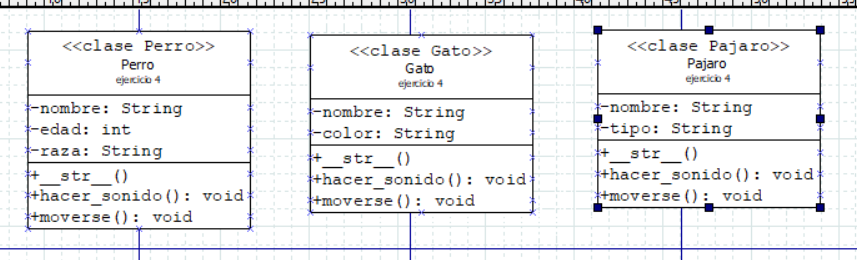 <<clase Perro>>
Perro
ejercicio 4
-nombre: String
-edad: int
-raza: String
+__str__()
+hacer_sonido(): void
+moverse(): void
<<clase Gato>>
Gato
ejercicio 4
-nombre: String
-color: String
+__str__()
+hacer_sonido(): void
+moverse(): void
<<clase Pajaro>>
Pajaro
ejercicio 4
-nombre: String
-tipo: String
+__str__()
+hacer_sonido(): void
+moverse(): void